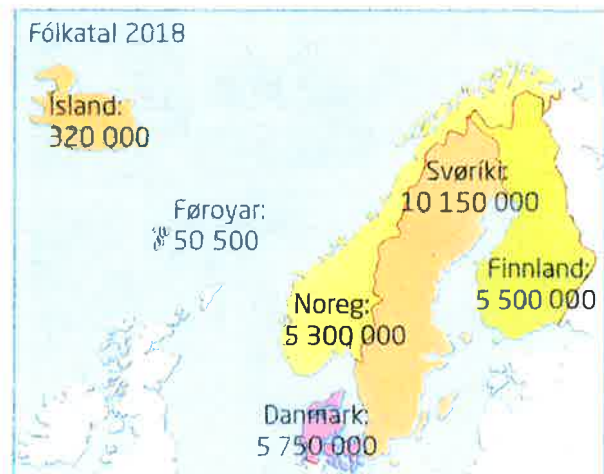 Fólkatal 2018
Ísland:
320 000
Føroyar:
50 500
Svøríki:
10 150 000
Finnland:
5 500 000
Noreg:
5 300 000
Danmark:
5 750 000